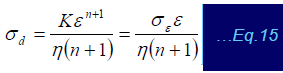 σ_d = Kε^{n+1} / η(n+1) = σ_ε ε / η(n+1) ...Eq.15